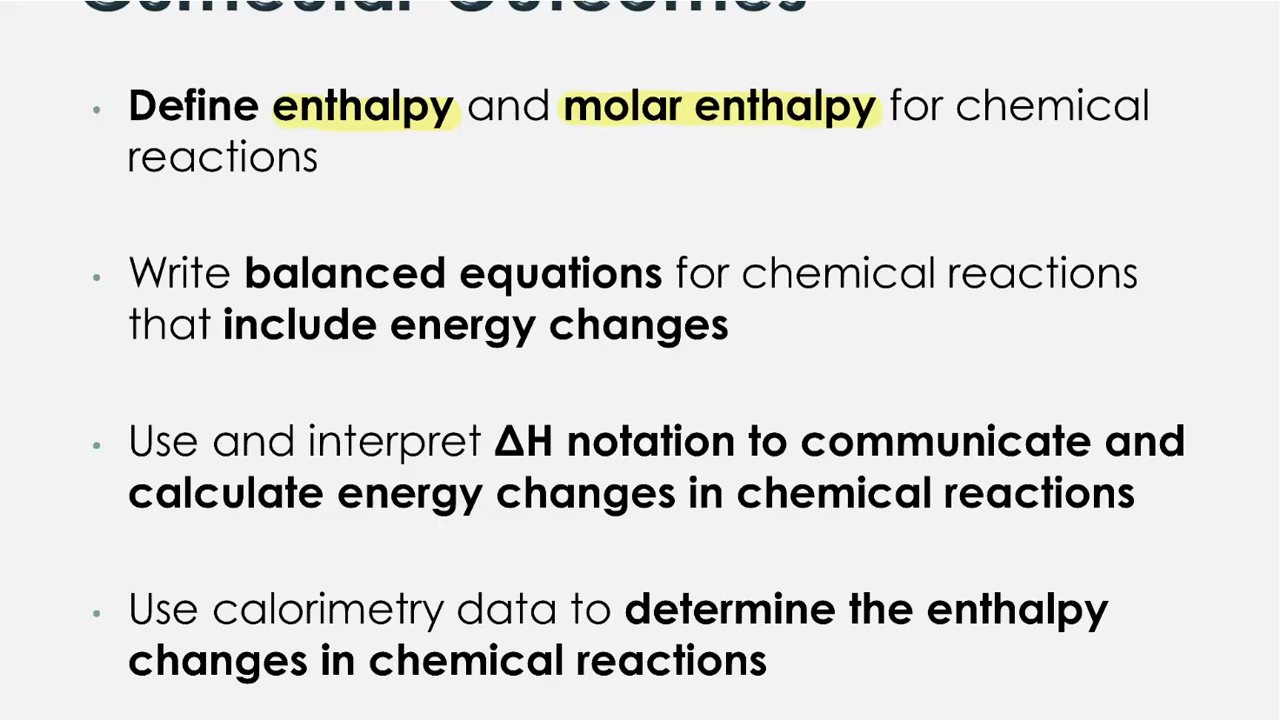 Outcomes
• Define enthalpy and molar enthalpy for chemical
reactions
• Write balanced equations for chemical reactions
that include energy changes
• Use and interpret ΔH notation to communicate and
calculate energy changes in chemical reactions
• Use calorimetry data to determine the enthalpy
changes in chemical reactions